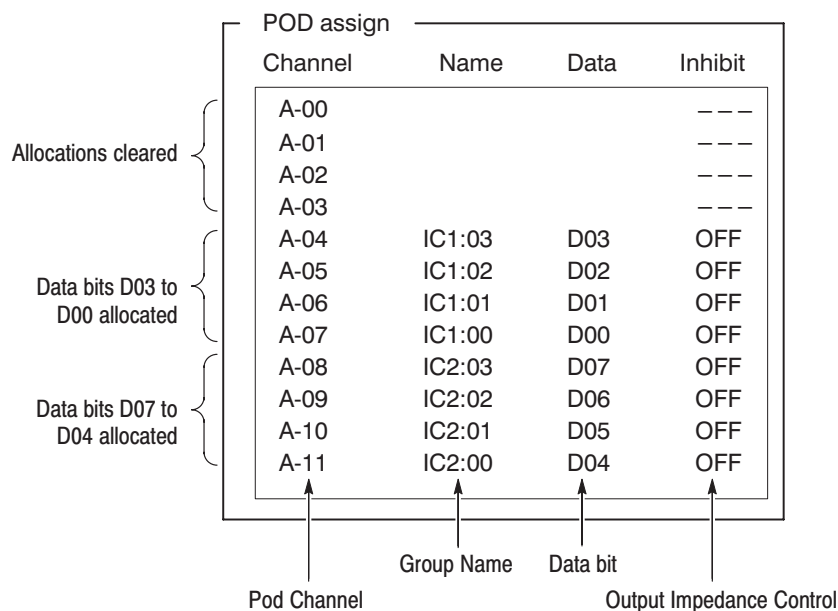 POD assign
Channel Name Data Inhibit
A-00 – – –
A-01 – – –
Allocations cleared
A-02 – – –
A-03 – – –
A-04 IC1:03 D03 OFF
A-05 IC1:02 D02 OFF
Data bits D03 to
D00 allocated
A-06 IC1:01 D01 OFF
A-07 IC1:00 D00 OFF
A-08 IC2:03 D07 OFF
A-09 IC2:02 D06 OFF
Data bits D07 to
D04 allocated
A-10 IC2:01 D05 OFF
A-11 IC2:00 D04 OFF
Group Name Data bit
Pod Channel Output Impedance Control